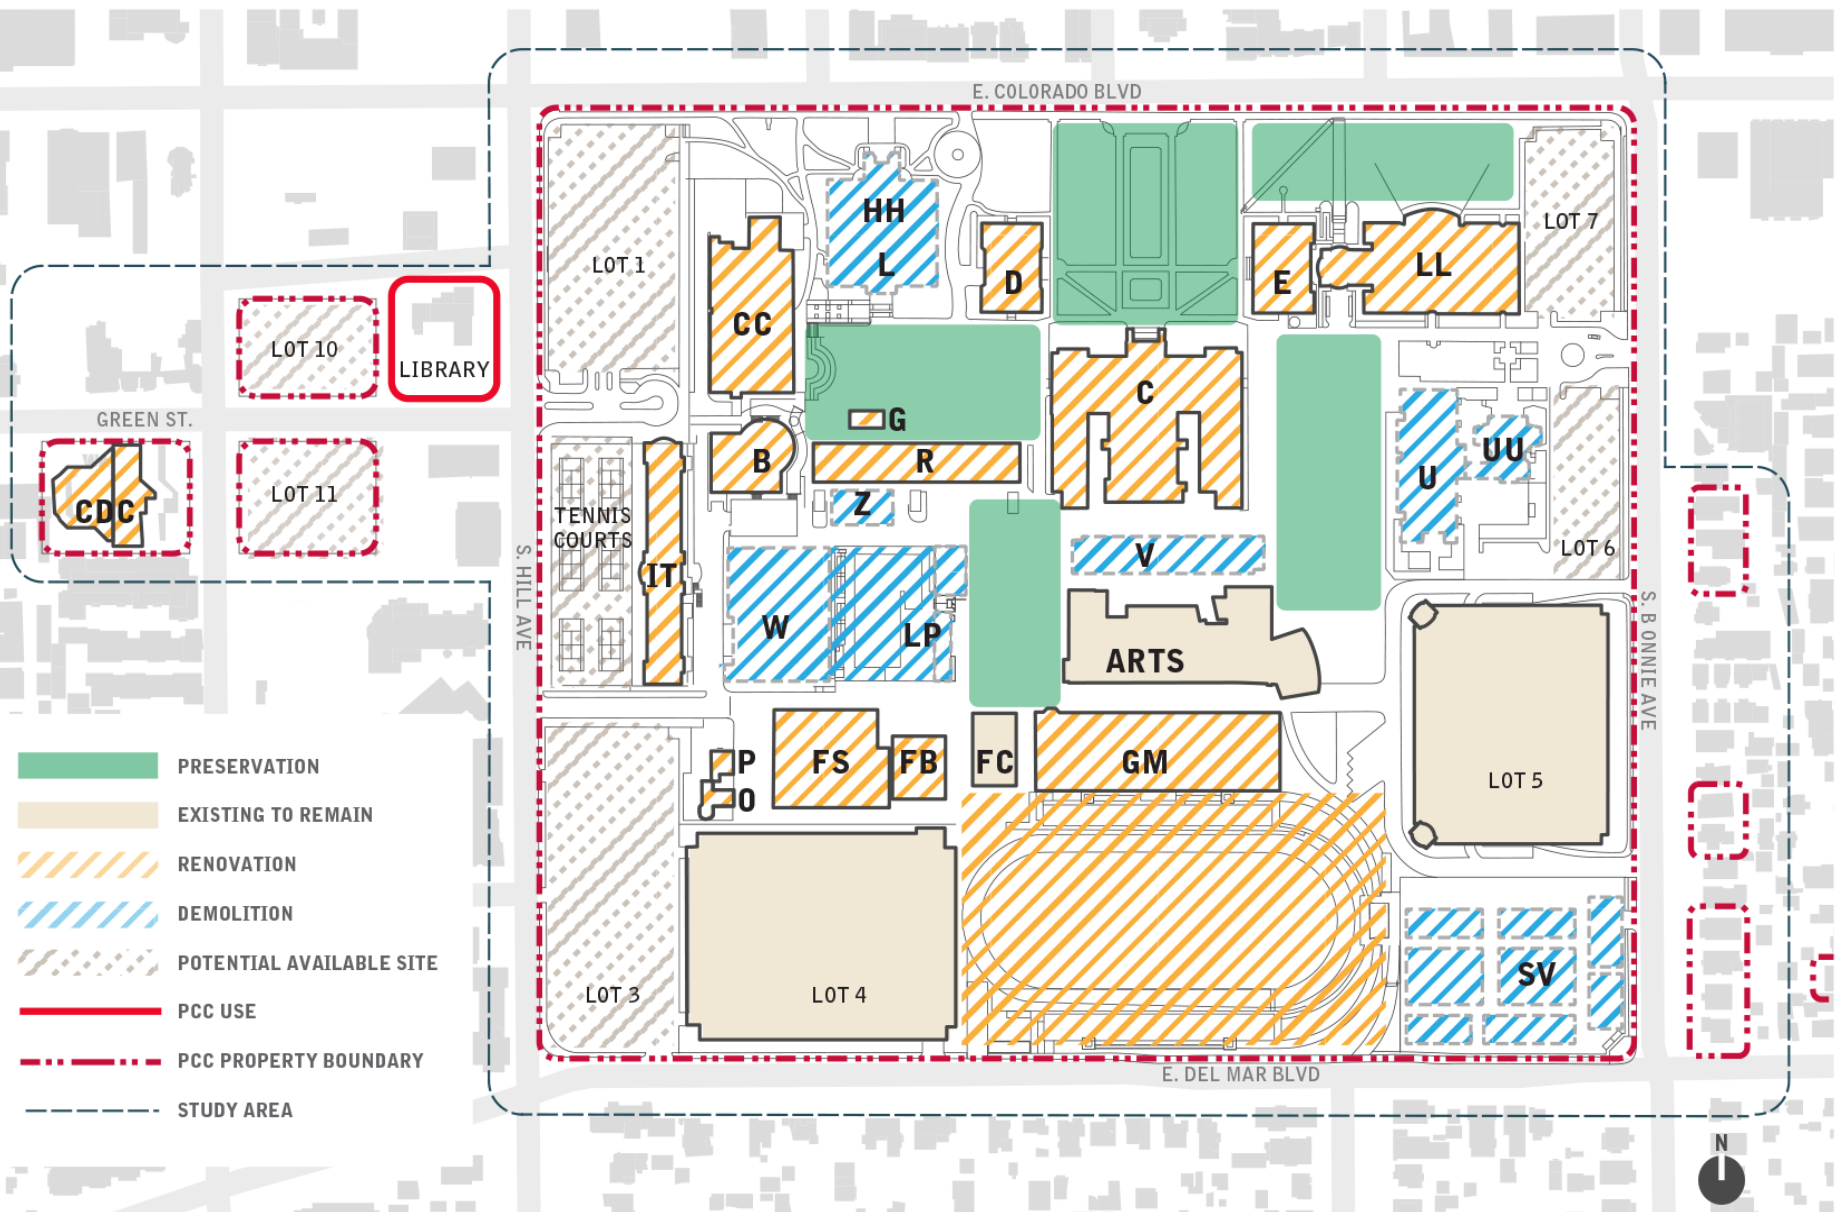 E. COLORADO BLVD
HH
L
LOT 7
LOT 1
D
E
LL
CC
LOT 10
LIBRARY
C
GREEN ST.
G
B
R
U
UU
CDC
LOT 11
Z
TENNIS
COURTS
V
LOT 6
IT
S. HILL AVE
W
LP
ARTS
S. BONNIE AVE
P
O
FS
FB
FC
GM
LOT 5
LOT 3
LOT 4
SV
E. DEL MAR BLVD
PRESERVATION
EXISTING TO REMAIN
RENOVATION
DEMOLITION
POTENTIAL AVAILABLE SITE
PCC USE
PCC PROPERTY BOUNDARY
STUDY AREA
N